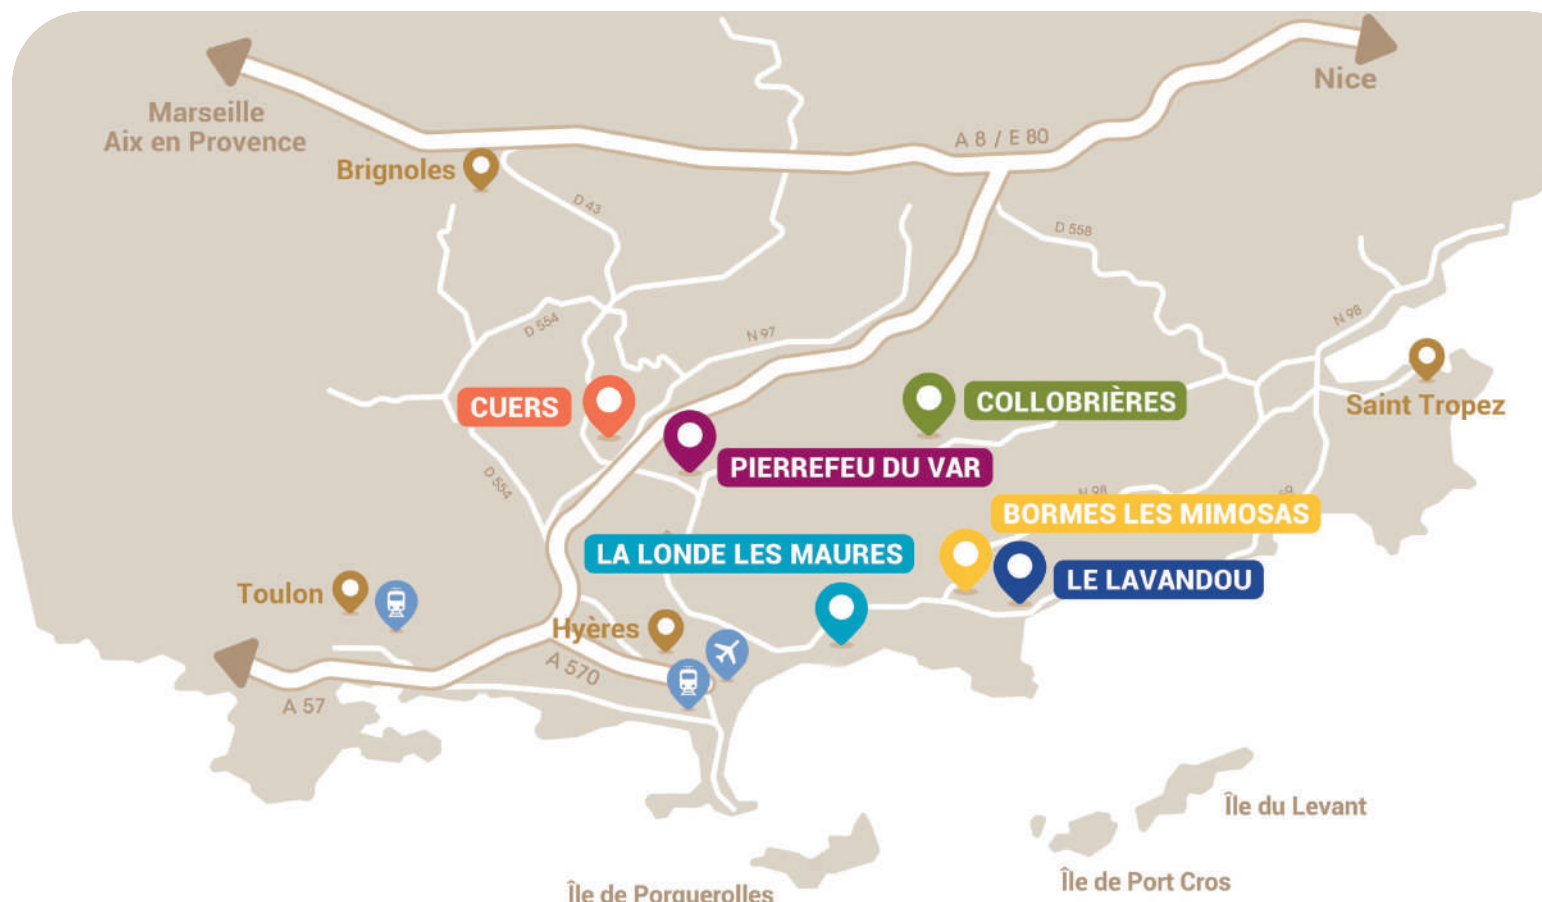 Nice
Marseille
Aix en Provence
A 8 / E 80
Brignoles
D 43
D 558
N 98
D 554
N 97
CUERS
COLLOBRIÈRES
Saint Tropez
PIERREFEU DU VAR
D 554
N 98
BORMES LES MIMOSAS
LA LONDE LES MAURES
LE LAVANDOU
Toulon
Hyères
A 570
A 57
Île du Levant
Île de Port Cros
Île de Porquerolles